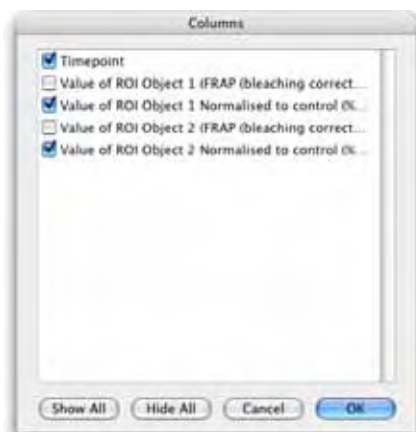 Columns
Timepoint
Value of ROI Object 1 (FRAP (bleaching correct...
Value of ROI Object 1 Normalised to control (%...
Value of ROI Object 2 (FRAP (bleaching correct...
Value of ROI Object 2 Normalised to control (%...
Show All Hide All Cancel OK